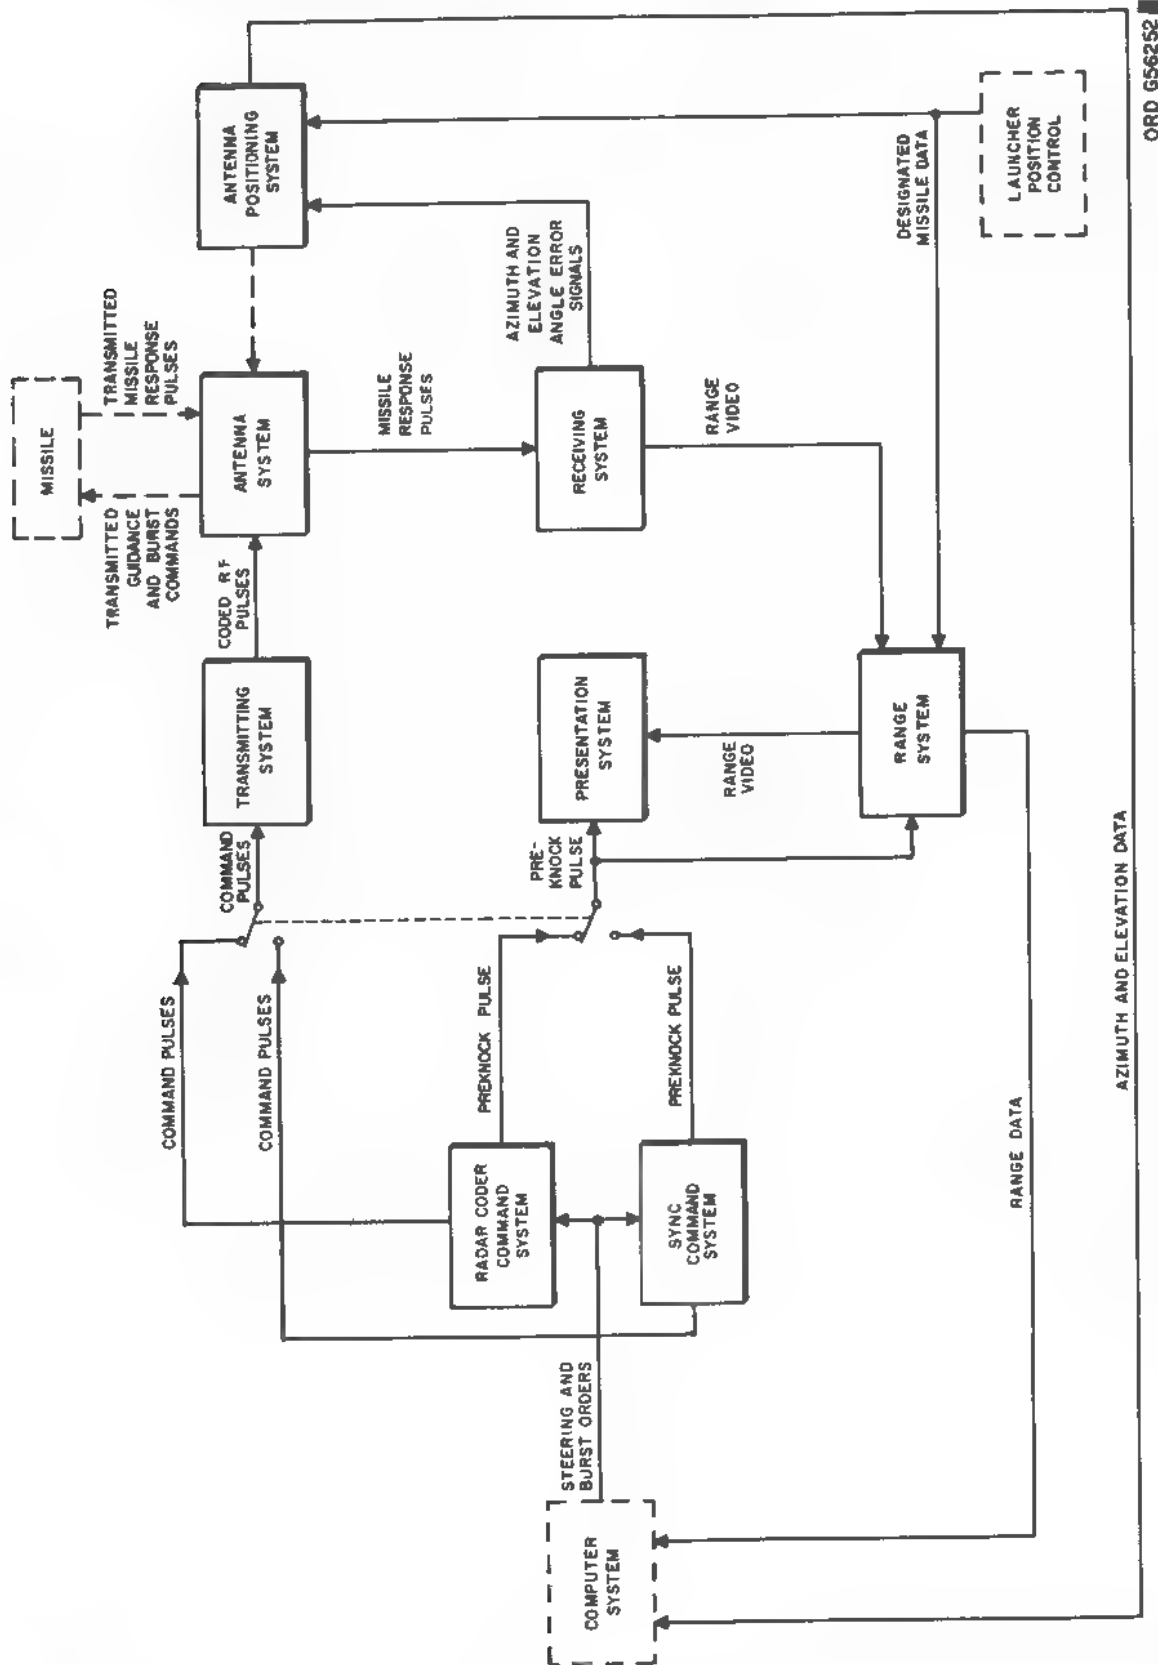 MISSILE
TRANSMITTED
GUIDANCE
AND BURST
COMMANDS
TRANSMITTED
MISSILE
RESPONSE
PULSES
COMMAND PULSES
COMMAND PULSES
COMMAND
PULSES
TRANSMITTING
SYSTEM
CODED RF
PULSES
ANTENNA
SYSTEM
ANTENNA
POSITIONING
SYSTEM
MISSILE
RESPONSE
PULSES
AZIMUTH AND
ELEVATION
ANGLE ERROR
SIGNALS
STEERING AND
BURST ORDERS
COMPUTER
SYSTEM
RADAR CODER
COMMAND
SYSTEM
PREKNOCK PULSE
SYNC
COMMAND
SYSTEM
PREKNOCK PULSE
PRE-
KNOCK
PULSE
PRESENTATION
SYSTEM
RECEIVING
SYSTEM
RANGE
VIDEO
RANGE
VIDEO
RANGE
SYSTEM
DESIGNATED
MISSILE DATA
LAUNCHER
POSITION
CONTROL
RANGE DATA
AZIMUTH AND ELEVATION DATA
ORD G56252